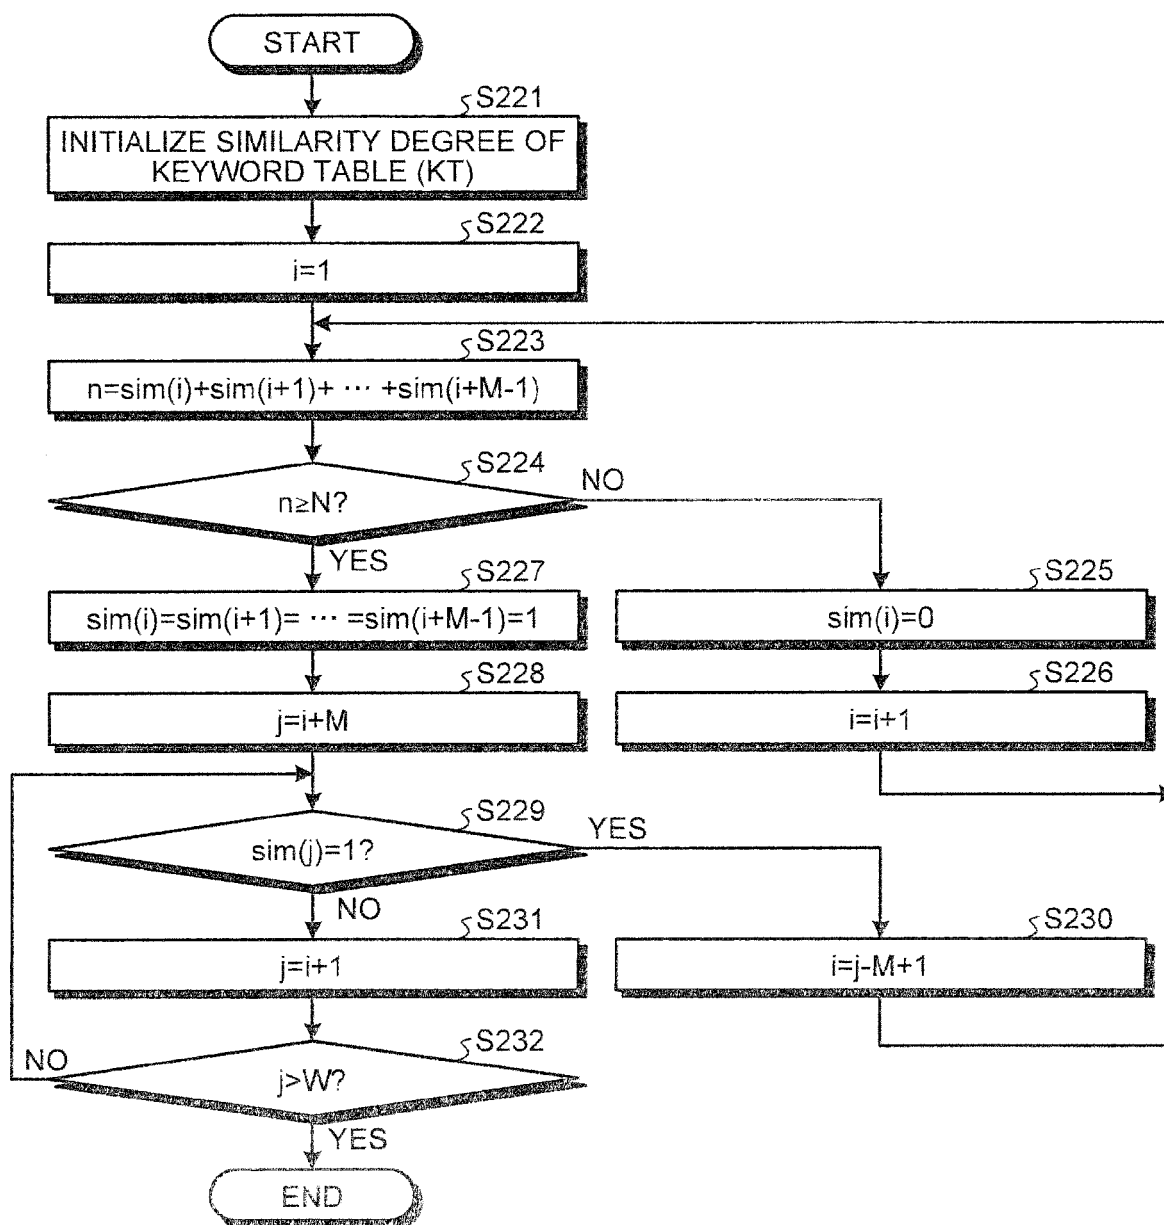 START
S221
INITIALIZE SIMILARITY DEGREE OF
KEYWORD TABLE (KT)
S222
i=1
S223
n=sim(i)+sim(i+1)+ ··· +sim(i+M-1)
S224
n≥N?
NO
YES
S227
sim(i)=sim(i+1)= ··· =sim(i+M-1)=1
S225
sim(i)=0
S228
j=i+M
S226
i=i+1
S229
sim(j)=1?
YES
NO
S231
j=i+1
S230
i=j-M+1
S232
j>W?
NO
YES
END